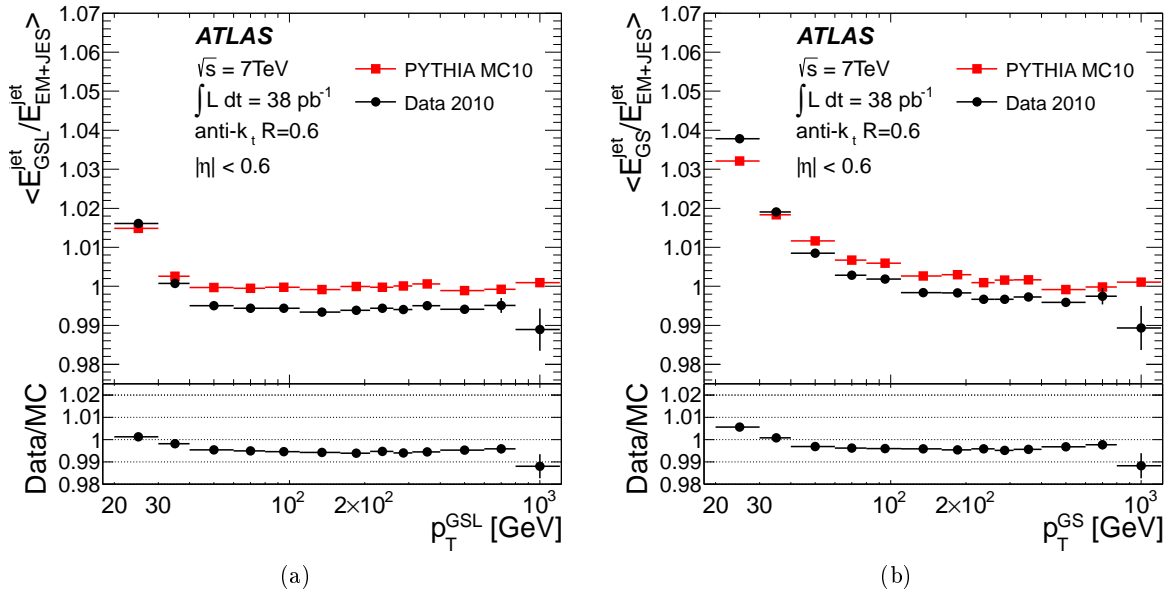 <E^jet_GSL/E^jet_EM+JES>
1.07
1.06
1.05
1.04
1.03
1.02
1.01
1
0.99
0.98
ATLAS
√s = 7TeV
∫L dt = 38 pb⁻¹
anti-k_t R=0.6
|η| < 0.6
PYTHIA MC10
Data 2010
Data/MC
1.02
1.01
1
0.99
0.98
20 30 10² 2×10² 10³
p_T^GSL [GeV]
(a)
<E^jet_GS/E^jet_EM+JES>
1.07
1.06
1.05
1.04
1.03
1.02
1.01
1
0.99
0.98
ATLAS
√s = 7TeV
∫L dt = 38 pb⁻¹
anti-k_t R=0.6
|η| < 0.6
PYTHIA MC10
Data 2010
Data/MC
1.02
1.01
1
0.99
0.98
20 30 10² 2×10² 10³
p_T^GS [GeV]
(b)